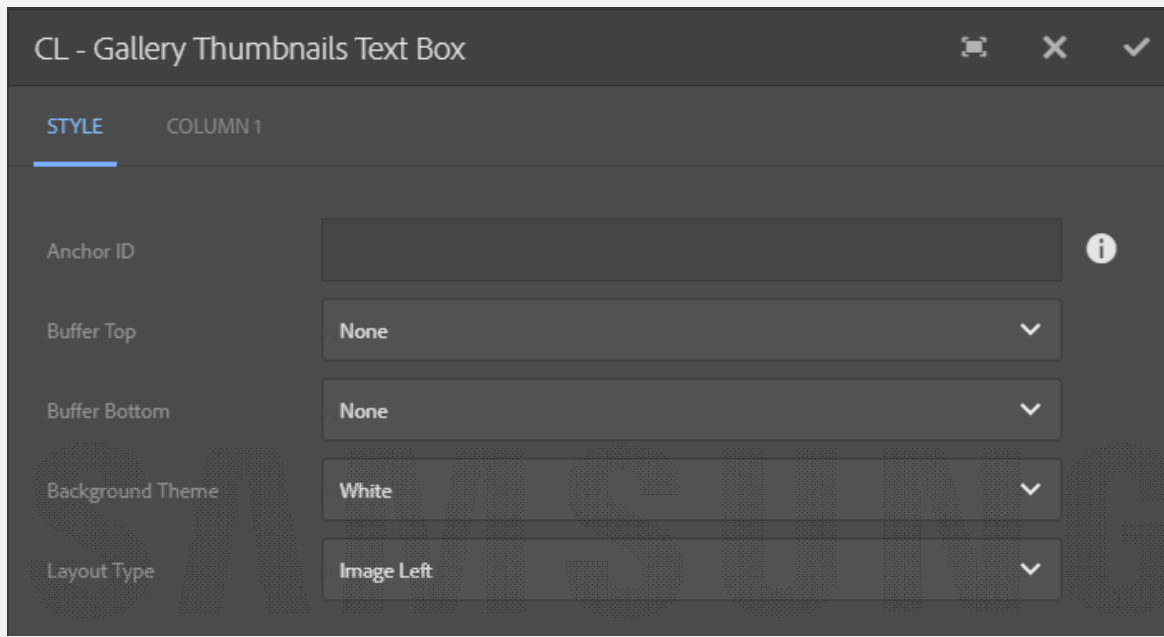 CL - Gallery Thumbnails Text Box
STYLE COLUMN 1
Anchor ID
Buffer Top None
Buffer Bottom None
Background Theme White
Layout Type Image Left
SAMSUNG